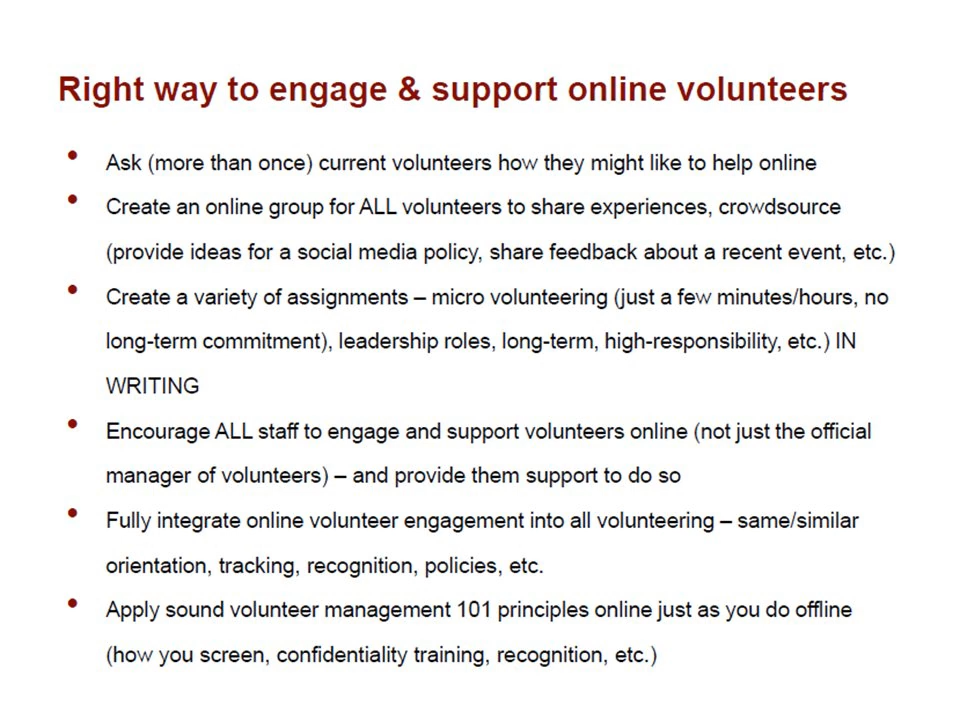 Right way to engage & support online volunteers
• Ask (more than once) current volunteers how they might like to help online
• Create an online group for ALL volunteers to share experiences, crowdsource
(provide ideas for a social media policy, share feedback about a recent event, etc.)
• Create a variety of assignments – micro volunteering (just a few minutes/hours, no
long-term commitment), leadership roles, long-term, high-responsibility, etc.) IN
WRITING
• Encourage ALL staff to engage and support volunteers online (not just the official
manager of volunteers) – and provide them support to do so
• Fully integrate online volunteer engagement into all volunteering – same/similar
orientation, tracking, recognition, policies, etc.
• Apply sound volunteer management 101 principles online just as you do offline
(how you screen, confidentiality training, recognition, etc.)